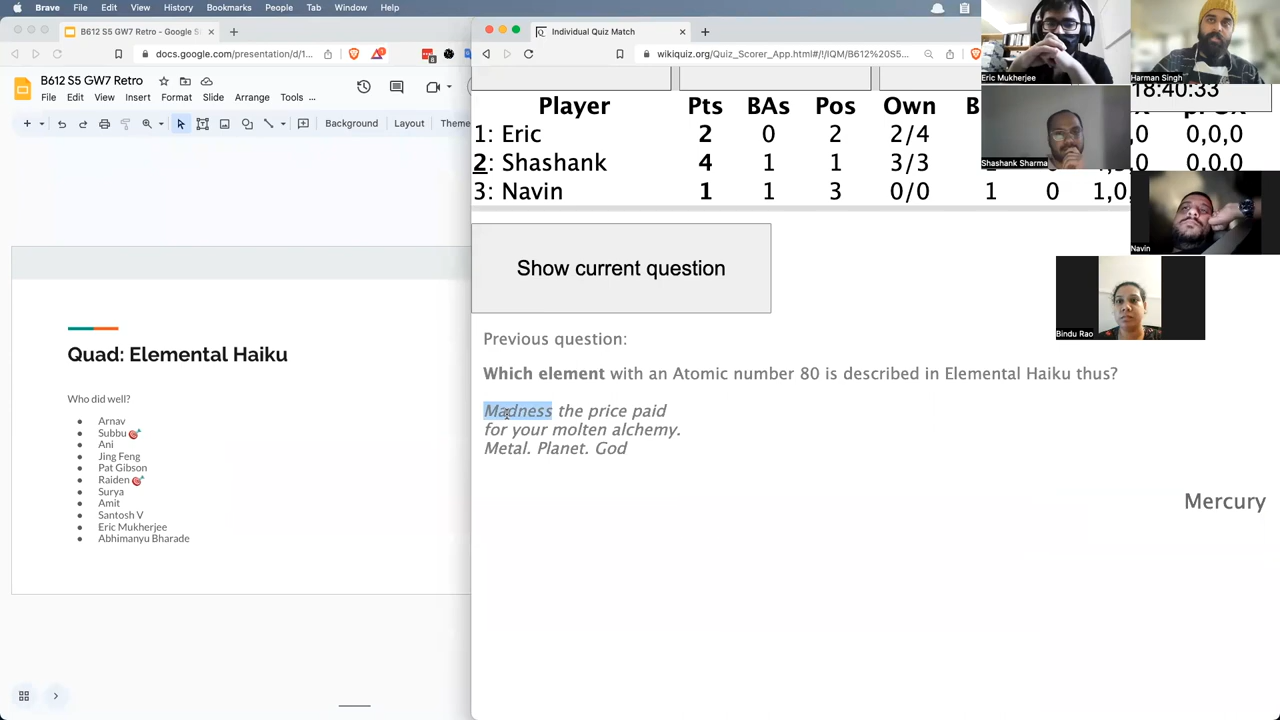 File Edit View History Bookmarks People Tab Window Help
B612 S5 GW7 Retro - Google Sl
docs.google.com/presentation/d/1...
B612 S5 GW7 Retro
File Edit View Insert Format Slide Arrange Tools ...
Background Layout Theme
Quad: Elemental Haiku
Who did well?
Arnav
Subbu 🎯
Ani
Jing Feng
Pat Gibson
Raiden 🎯
Surya
Amit
Santosh V
Eric Mukherjee
Abhimanyu Bharade
Individual Quiz Match
wikiquiz.org/Quiz_Scorer_App.html#!/IQM/B612%20S5...
18:40:33
Player Pts BAs Pos Own B
1: Eric 2 0 2 2/4 0,0,0
2: Shashank 4 1 1 3/3 0,0,0
3: Navin 1 1 3 0/0 1 0 1,0,
Show current question
Previous question:
Which element with an Atomic number 80 is described in Elemental Haiku thus?
Madness the price paid
for your molten alchemy.
Metal. Planet. God
Mercury
Eric Mukherjee
Harman Singh
Shashank Sharma
Navin
Bindu Rao